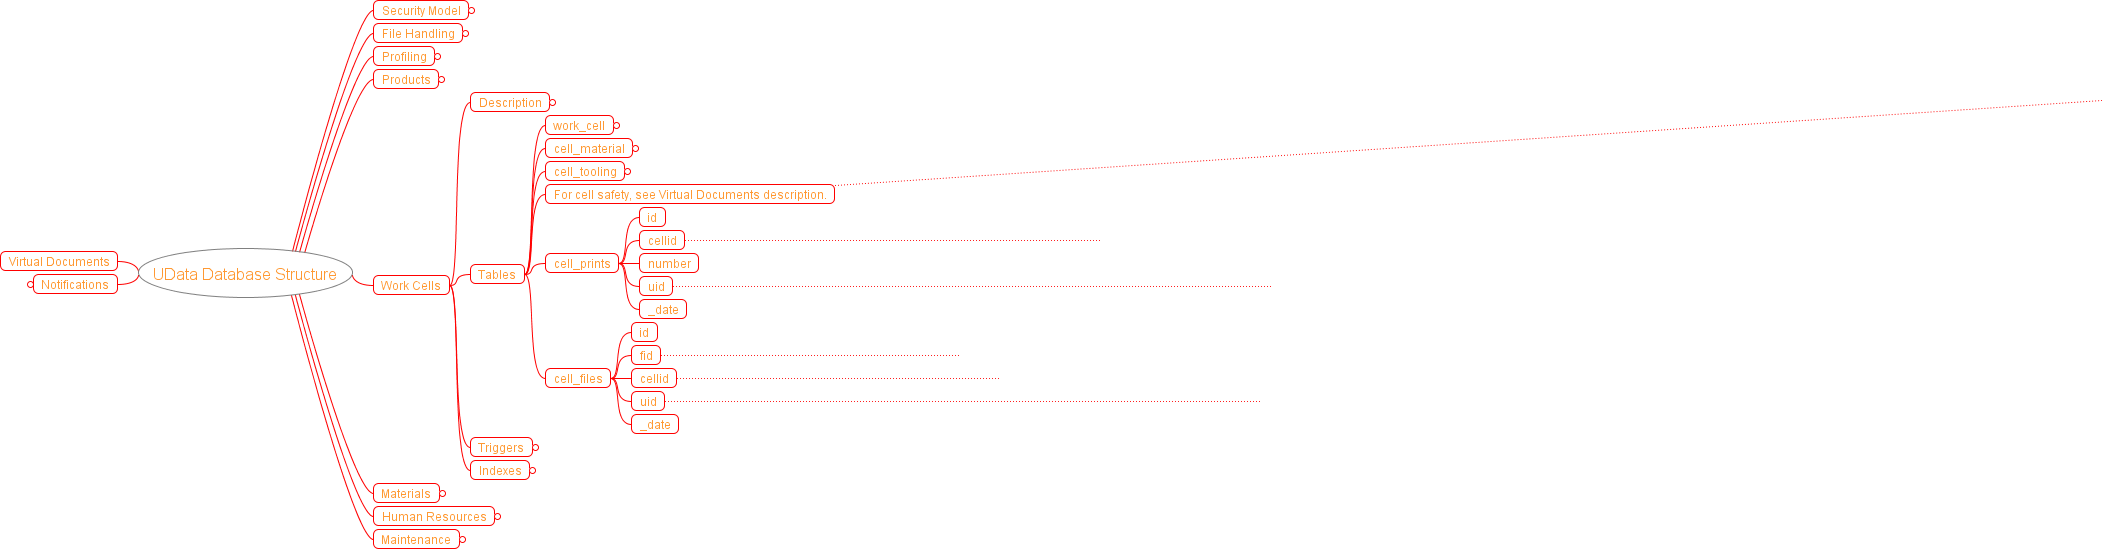 Security Model
File Handling
Profiling
Products
Description
work_cell
cell_material
cell_tooling
For cell safety, see Virtual Documents description.
id
cellid
cell_prints
number
Virtual Documents
UData Database Structure
Tables
Notifications
Work Cells
uid
_date
id
fid
cell_files
cellid
uid
_date
Triggers
Indexes
Materials
Human Resources
Maintenance